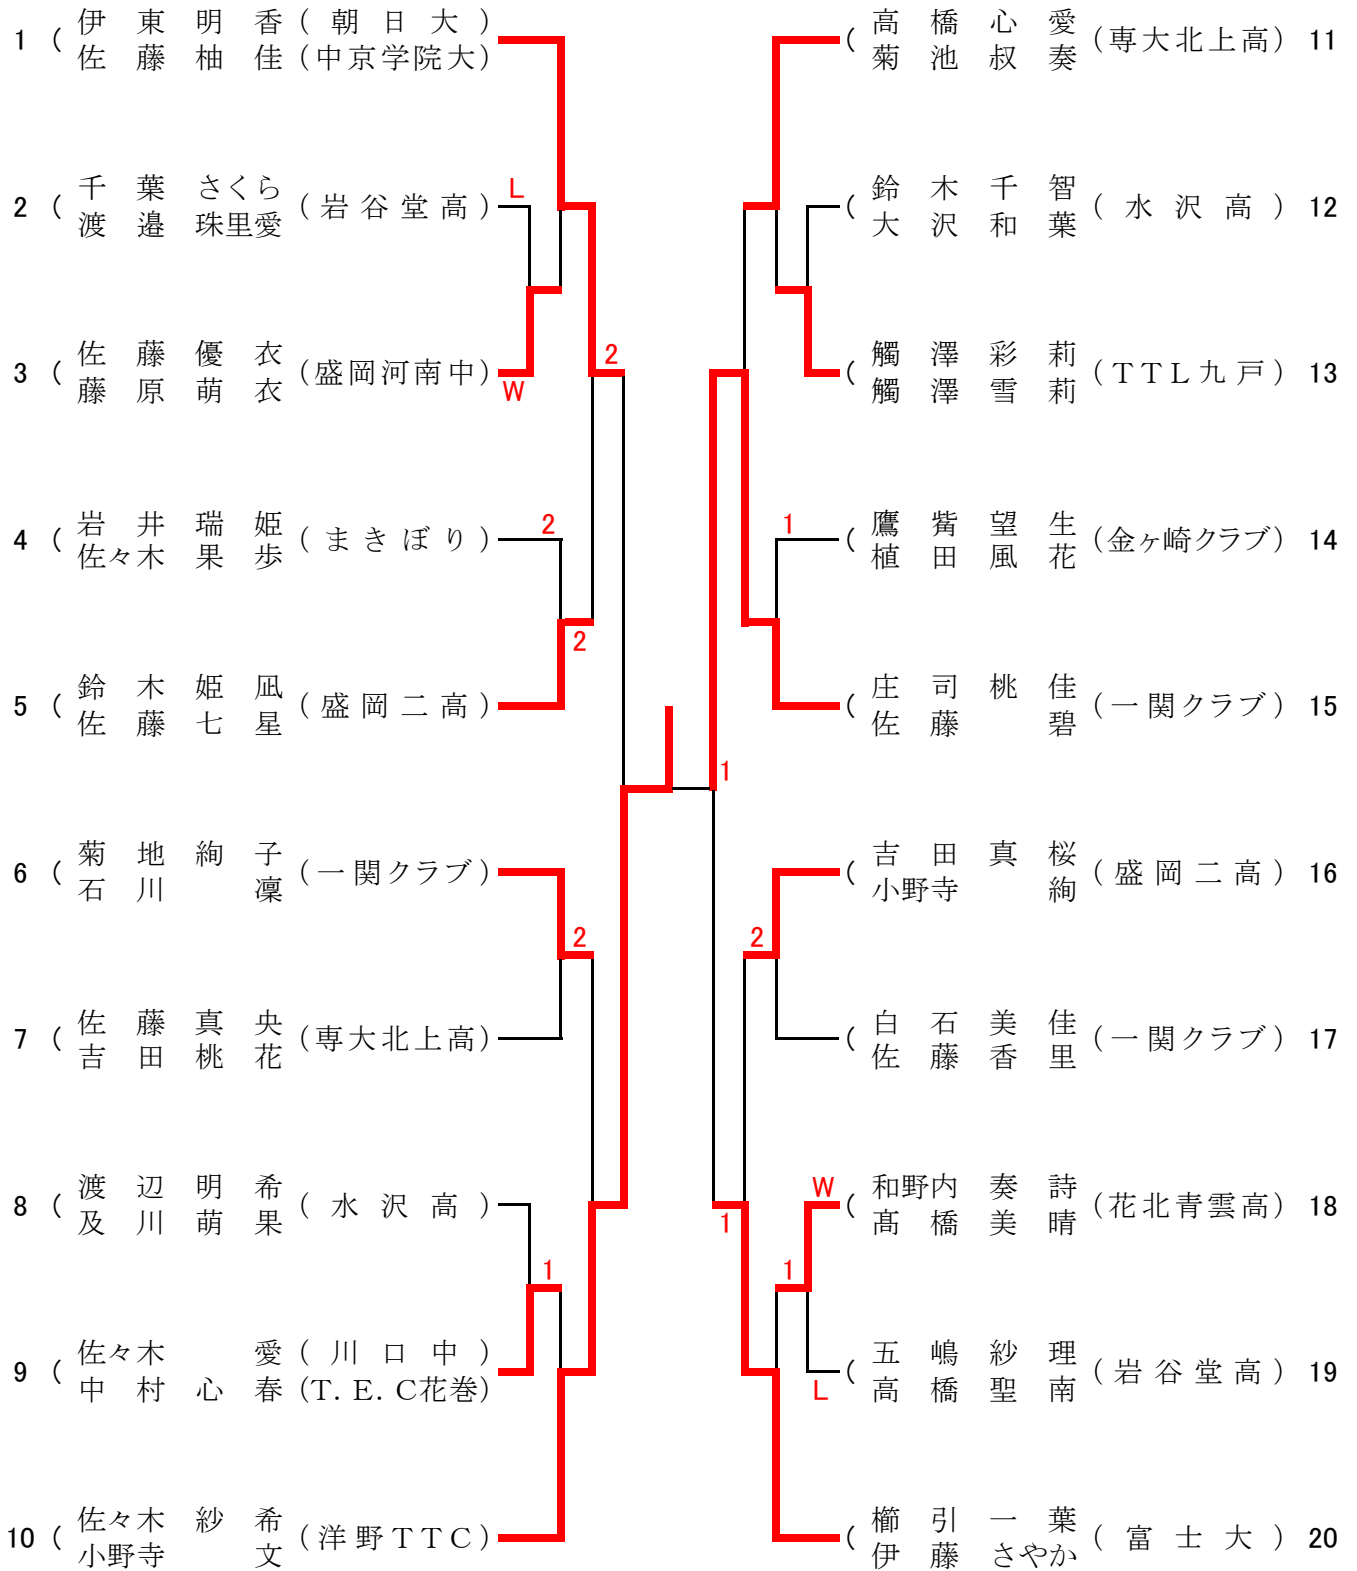 1 ( 伊東明香 ( 朝日大 )
佐藤柚佳 (中京学院大)
2 ( 千葉さくら
渡邉珠里愛 ( 岩谷堂高 ) L
3 ( 佐藤優衣
藤原萌衣 (盛岡河南中) W
2
4 ( 岩井瑞姫
佐々木果歩 ( まきぼり ) 2
2
5 ( 鈴木姫凪
佐藤七星 ( 盛岡二高 )
6 ( 菊地絢子
石川凜 (一関クラブ)
2
7 ( 佐藤真央
吉田桃花 (専大北上高)
8 ( 渡辺明希
及川萌果 ( 水沢高 )
1
9 ( 佐々木愛 ( 川口中 )
中村心春 (T.E.C花巻)
10 ( 佐々木紗希
小野寺文 (洋野TTC)
( 高橋心愛
菊池叔奏 (専大北上高) 11
( 鈴木千智
大沢和葉 ( 水沢高 ) 12
( 觸澤彩莉
觸澤雪莉 (TTL九戸) 13
1 ( 鷹觜望生
植田風花 (金ヶ崎クラブ) 14
( 庄司桃佳
佐藤碧 (一関クラブ) 15
1
( 吉田真桜
小野寺絢 ( 盛岡二高 ) 16
2
( 白石美佳
佐藤香里 (一関クラブ) 17
W ( 和野内奏詩
髙橋美晴 (花北青雲高) 18
1
1
L ( 五嶋紗理
高橋聖南 ( 岩谷堂高 ) 19
( 櫛引一葉
伊藤さやか ( 富士大 ) 20